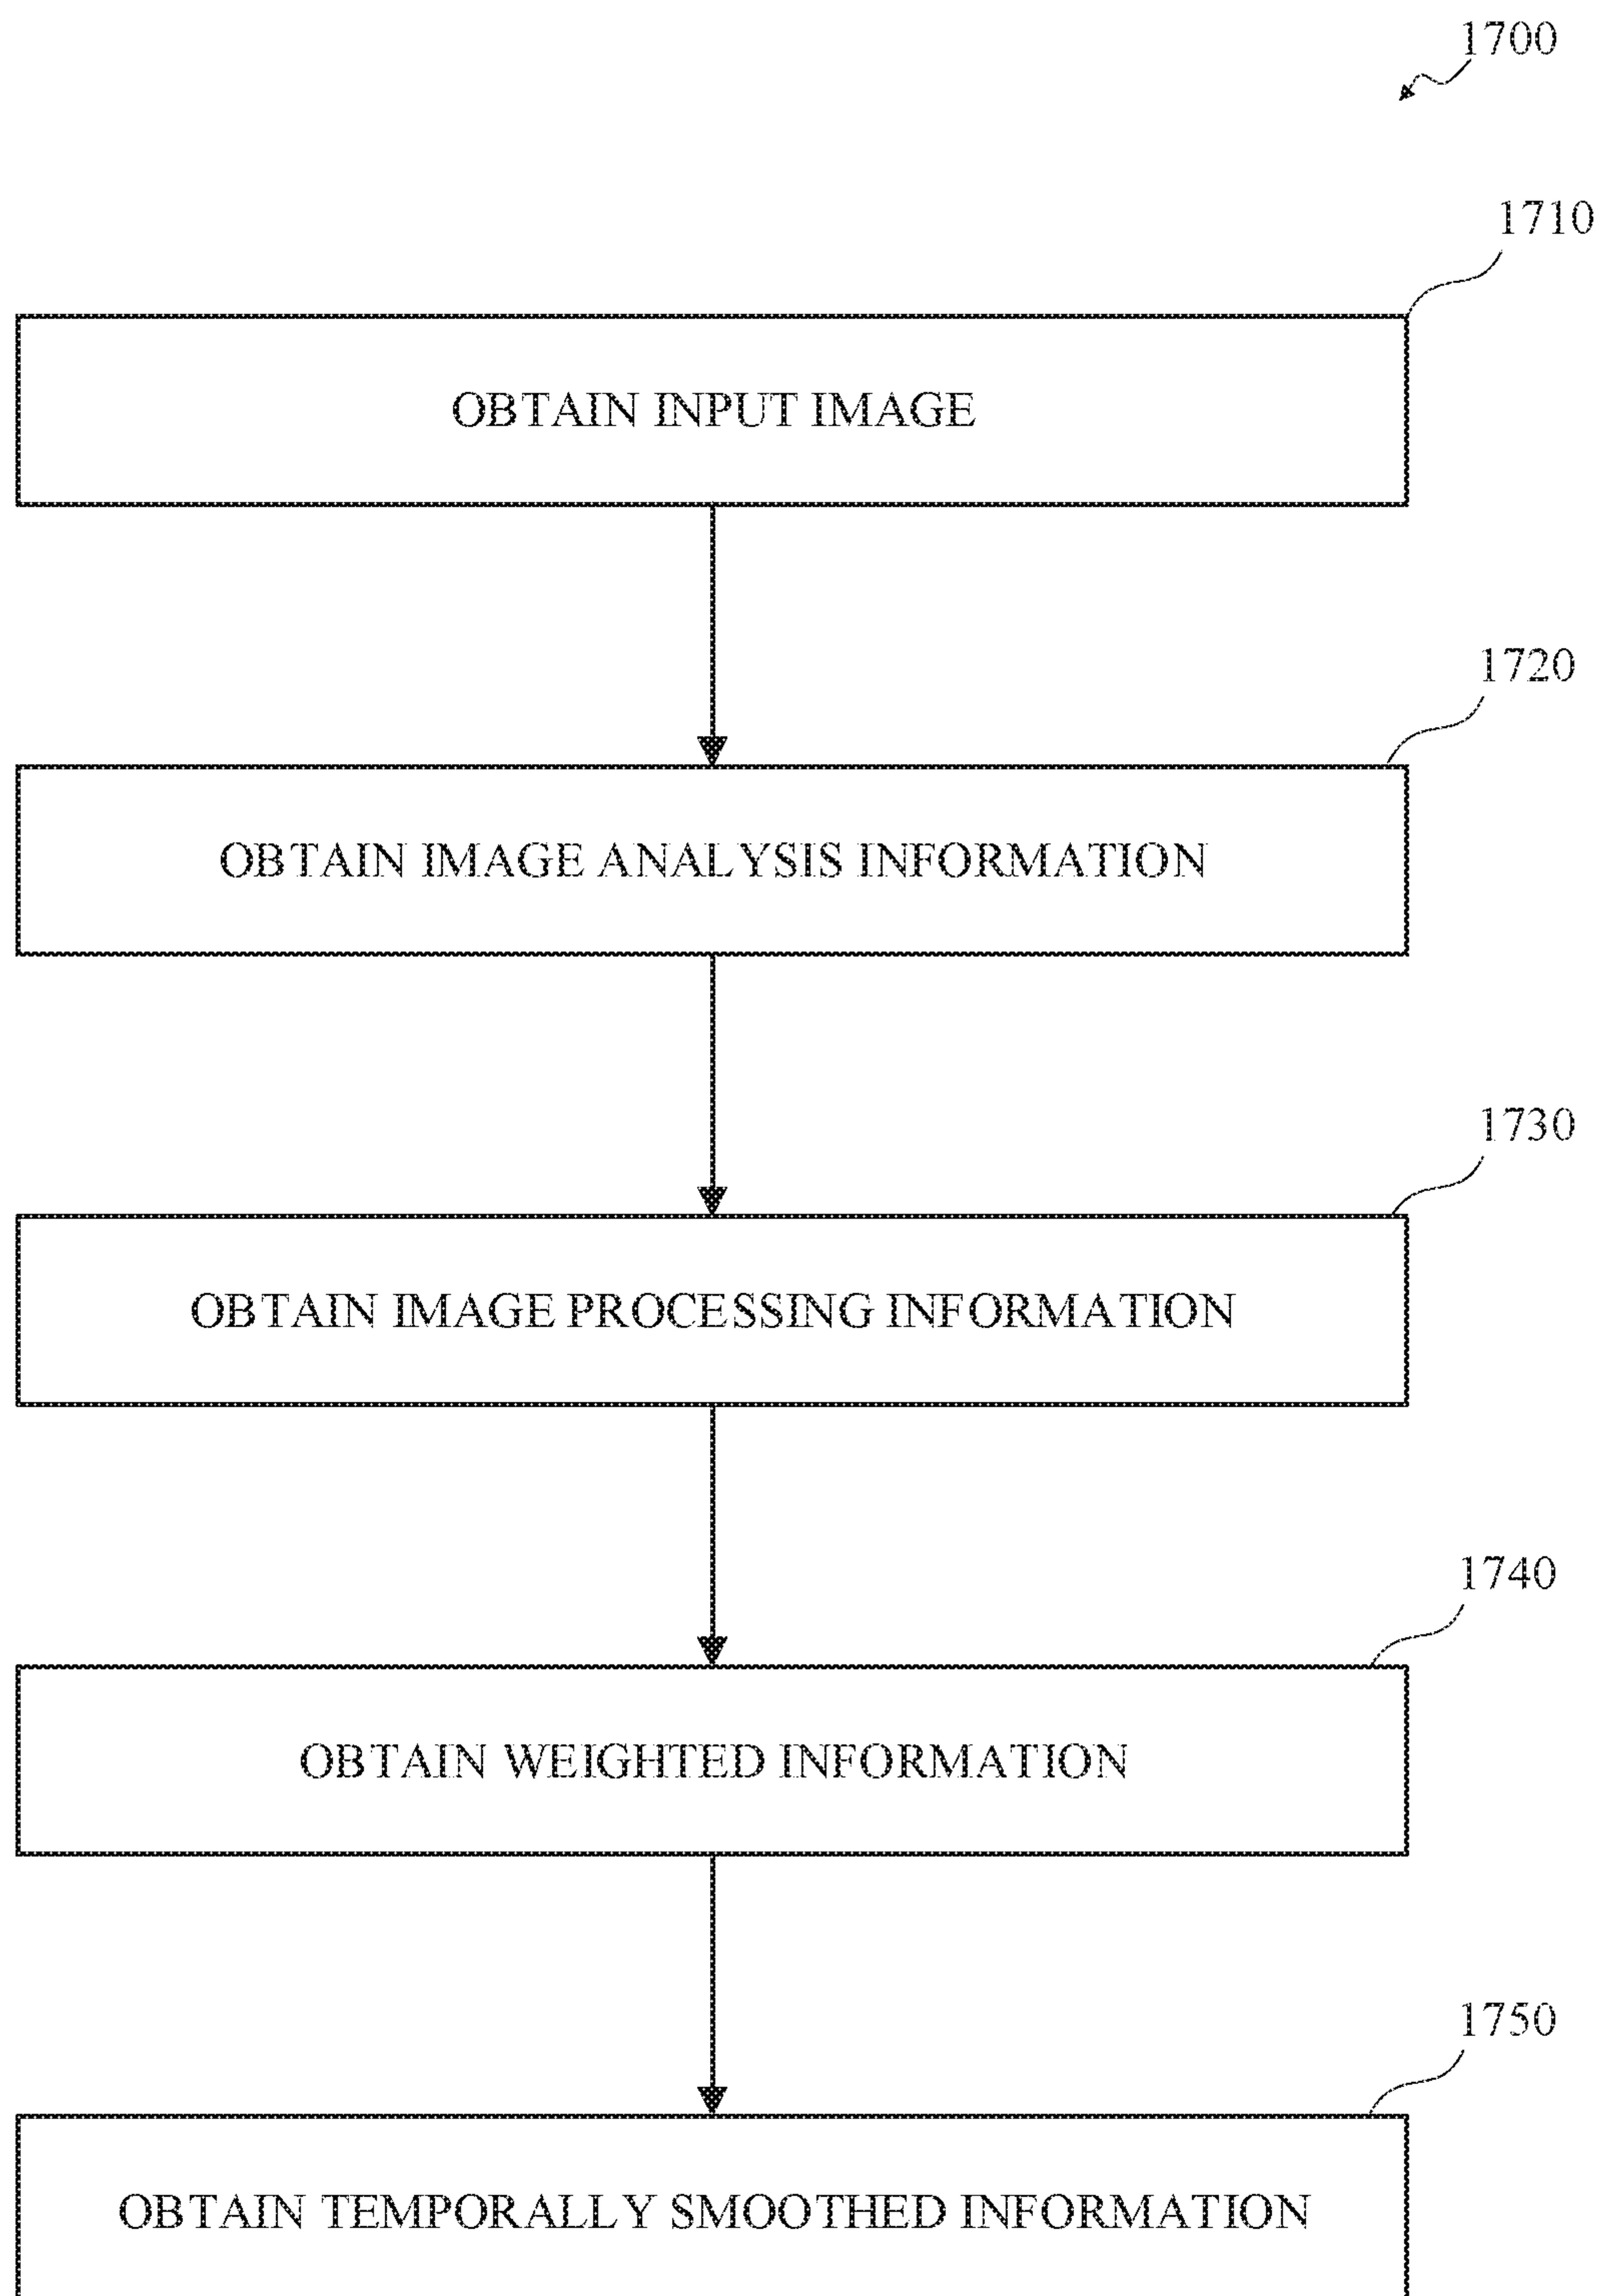 1700
1710
OBTAIN INPUT IMAGE
1720
OBTAIN IMAGE ANALYSIS INFORMATION
1730
OBTAIN IMAGE PROCESSING INFORMATION
1740
OBTAIN WEIGHTED INFORMATION
1750
OBTAIN TEMPORALLY SMOOTHED INFORMATION